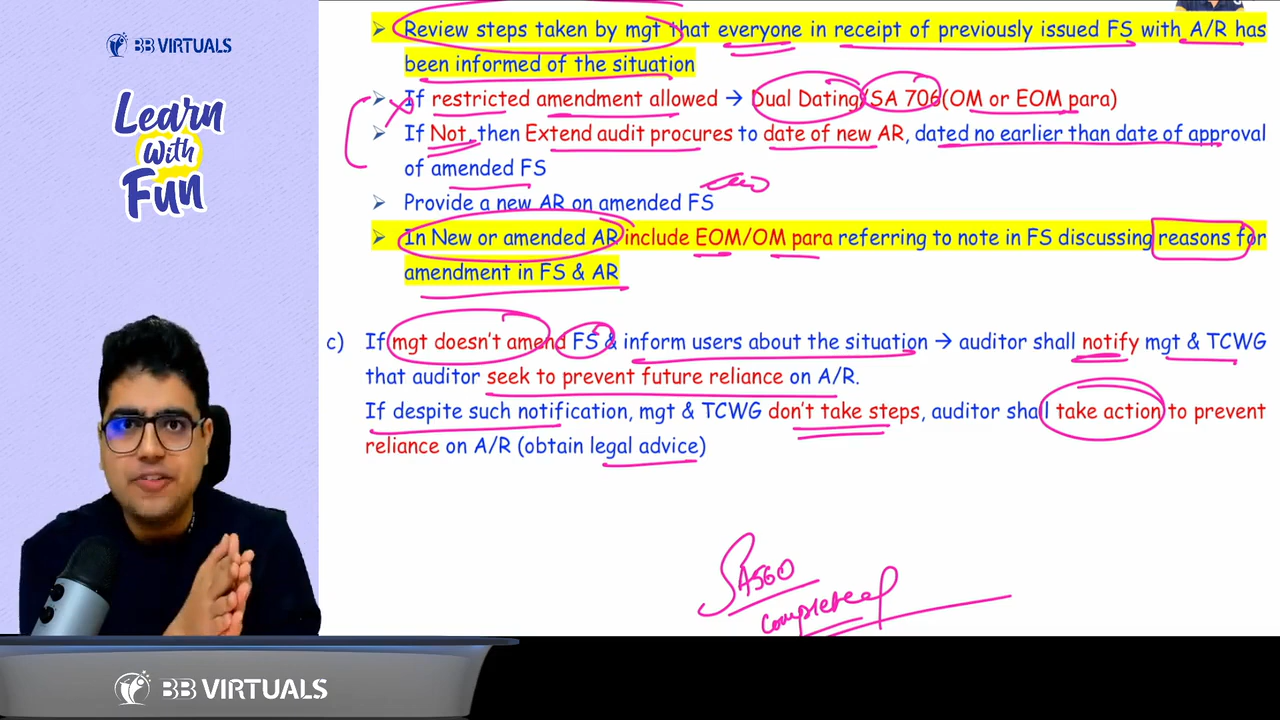 BB VIRTUALS
Learn
With
Fun
➢ Review steps taken by mgt that everyone in receipt of previously issued FS with A/R has
been informed of the situation
➢ If restricted amendment allowed → Dual Dating/SA 706(OM or EOM para)
➢ If Not, then Extend audit procures to date of new AR, dated no earlier than date of approval
of amended FS
➢ Provide a new AR on amended FS
➢ In New or amended AR include EOM/OM para referring to note in FS discussing reasons for
amendment in FS & AR
c) If mgt doesn't amend FS & inform users about the situation → auditor shall notify mgt & TCWG
that auditor seek to prevent future reliance on A/R.
If despite such notification, mgt & TCWG don't take steps, auditor shall take action to prevent
reliance on A/R (obtain legal advice)
SA560
completed
BB VIRTUALS